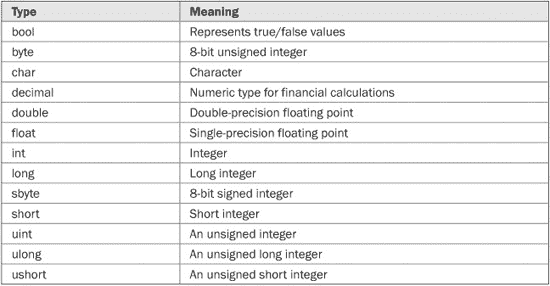 Type Meaning
bool Represents true/false values
byte 8-bit unsigned integer
char Character
decimal Numeric type for financial calculations
double Double-precision floating point
float Single-precision floating point
int Integer
long Long integer
sbyte 8-bit signed integer
short Short integer
uint An unsigned integer
ulong An unsigned long integer
ushort An unsigned short integer